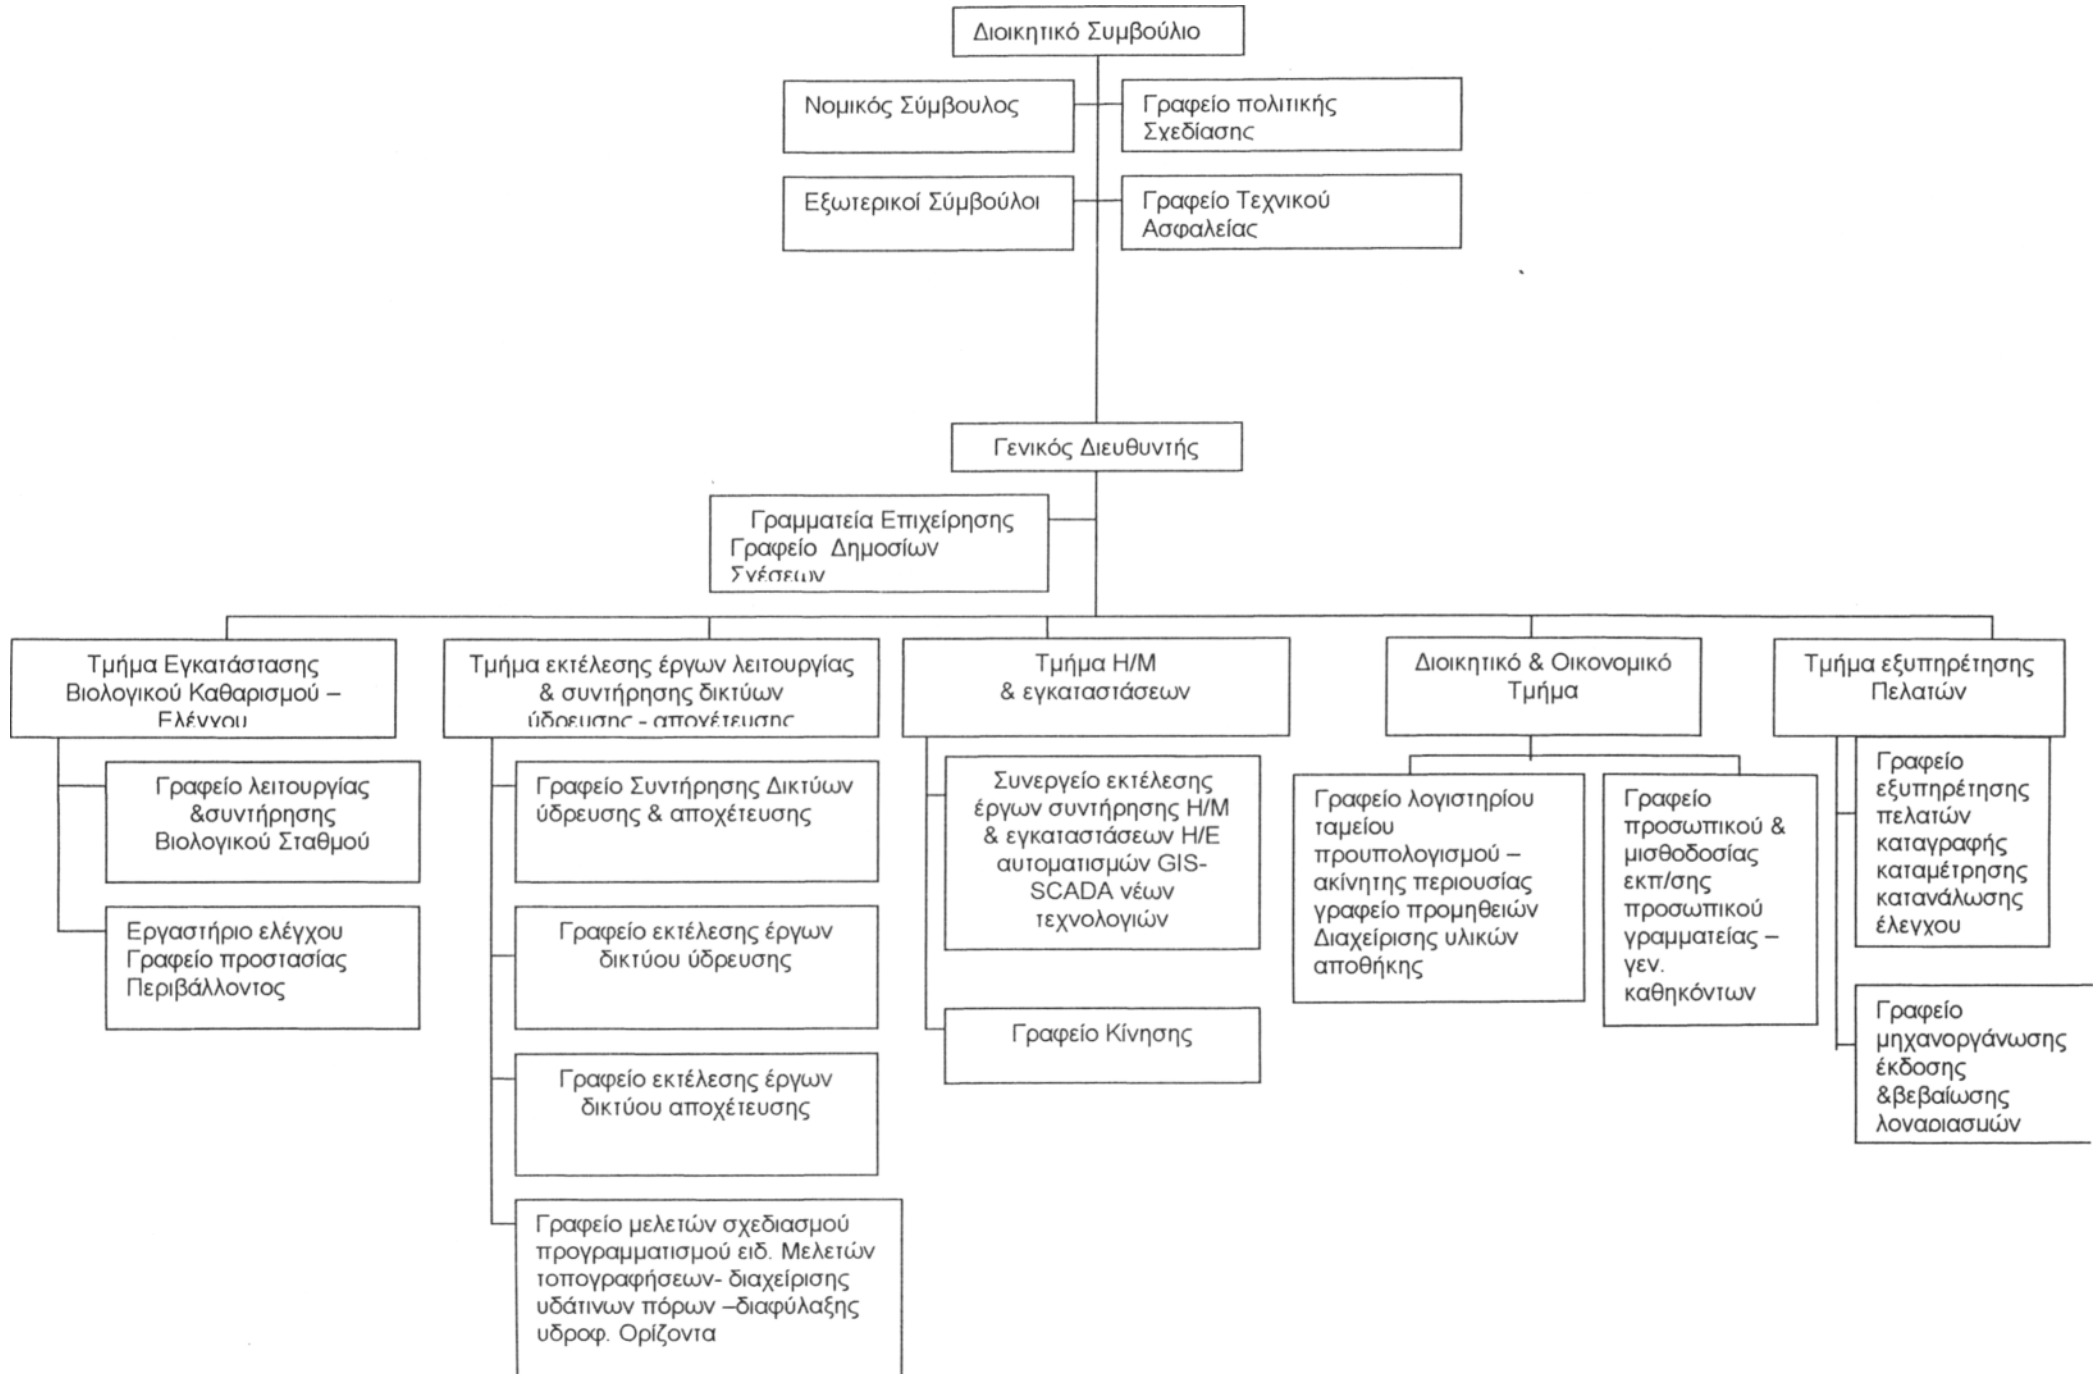 Διοικητικό Συμβούλιο
Νομικός Σύμβουλος
Γραφείο πολιτικής
Σχεδίασης
Εξωτερικοί Σύμβούλοι
Γραφείο Τεχνικού
Ασφαλείας
Γενικός Διευθυντής
Γραμματεία Επιχείρησης
Γραφείο Δημοσίων
Σχέσεων
Τμήμα Εγκατάστασης
Βιολογικού Καθαρισμού –
Ελέγχου
Γραφείο λειτουργίας
&συντήρησης
Βιολογικού Σταθμού
Εργαστήριο ελέγχου
Γραφείο προστασίας
Περιβάλλοντος
Τμήμα εκτέλεσης έργων λειτουργίας
& συντήρησης δικτύων
ύδρευσης - αποχέτευσης
Γραφείο Συντήρησης Δικτύων
ύδρευσης & αποχέτευσης
Γραφείο εκτέλεσης έργων
δικτύου ύδρευσης
Γραφείο εκτέλεσης έργων
δικτύου αποχέτευσης
Γραφείο μελετών σχεδιασμού
προγραμματισμού ειδ. Μελετών
τοπογραφήσεων- διαχείρισης
υδάτινων πόρων –διαφύλαξης
υδροφ. Ορίζοντα
Τμήμα Η/Μ
& εγκαταστάσεων
Συνεργείο εκτέλεσης
έργων συντήρησης Η/Μ
& εγκαταστάσεων Η/Ε
αυτοματισμών GIS-
SCADA νέων
τεχνολογιών
Γραφείο Κίνησης
Διοικητικό & Οικονομικό
Τμήμα
Γραφείο λογιστηρίου
ταμείου
προυπολογισμού –
ακίνητης περιουσίας
γραφείο προμηθειών
Διαχείρισης υλικών
αποθήκης
Γραφείο
προσωπικού &
μισθοδοσίας
εκπ/σης
προσωπικού
γραμματείας –
γεν.
καθηκόντων
Τμήμα εξυπηρέτησης
Πελατών
Γραφείο
εξυπηρέτησης
πελατών
καταγραφής
καταμέτρησης
κατανάλωσης
έλεγχου
Γραφείο
μηχανοργάνωσης
έκδοσης
&βεβαίωσης
λογαριασμών